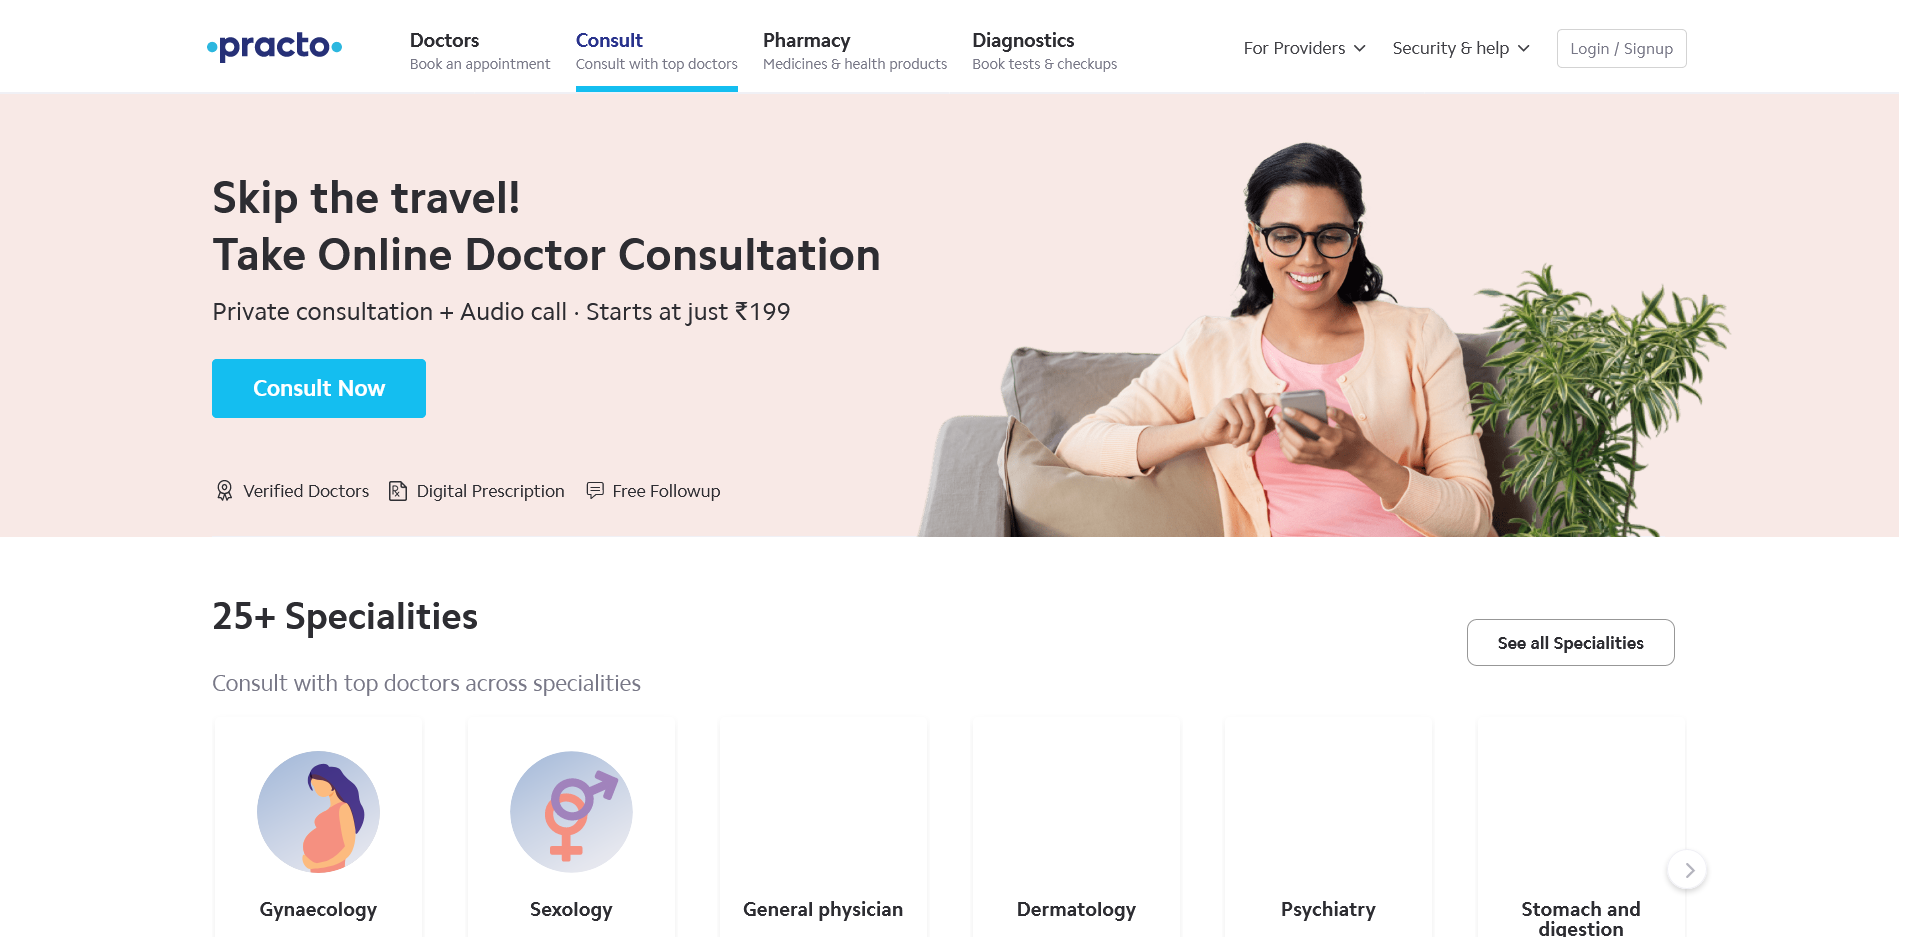 practo
Doctors
Book an appointment
Consult
Consult with top doctors
Pharmacy
Medicines & health products
Diagnostics
Book tests & checkups
For Providers
Security & help
Login / Signup
Skip the travel!
Take Online Doctor Consultation
Private consultation + Audio call · Starts at just ₹199
Consult Now
Verified Doctors
Digital Prescription
Free Followup
25+ Specialities
See all Specialities
Consult with top doctors across specialities
Gynaecology
Sexology
General physician
Dermatology
Psychiatry
Stomach and
digestion